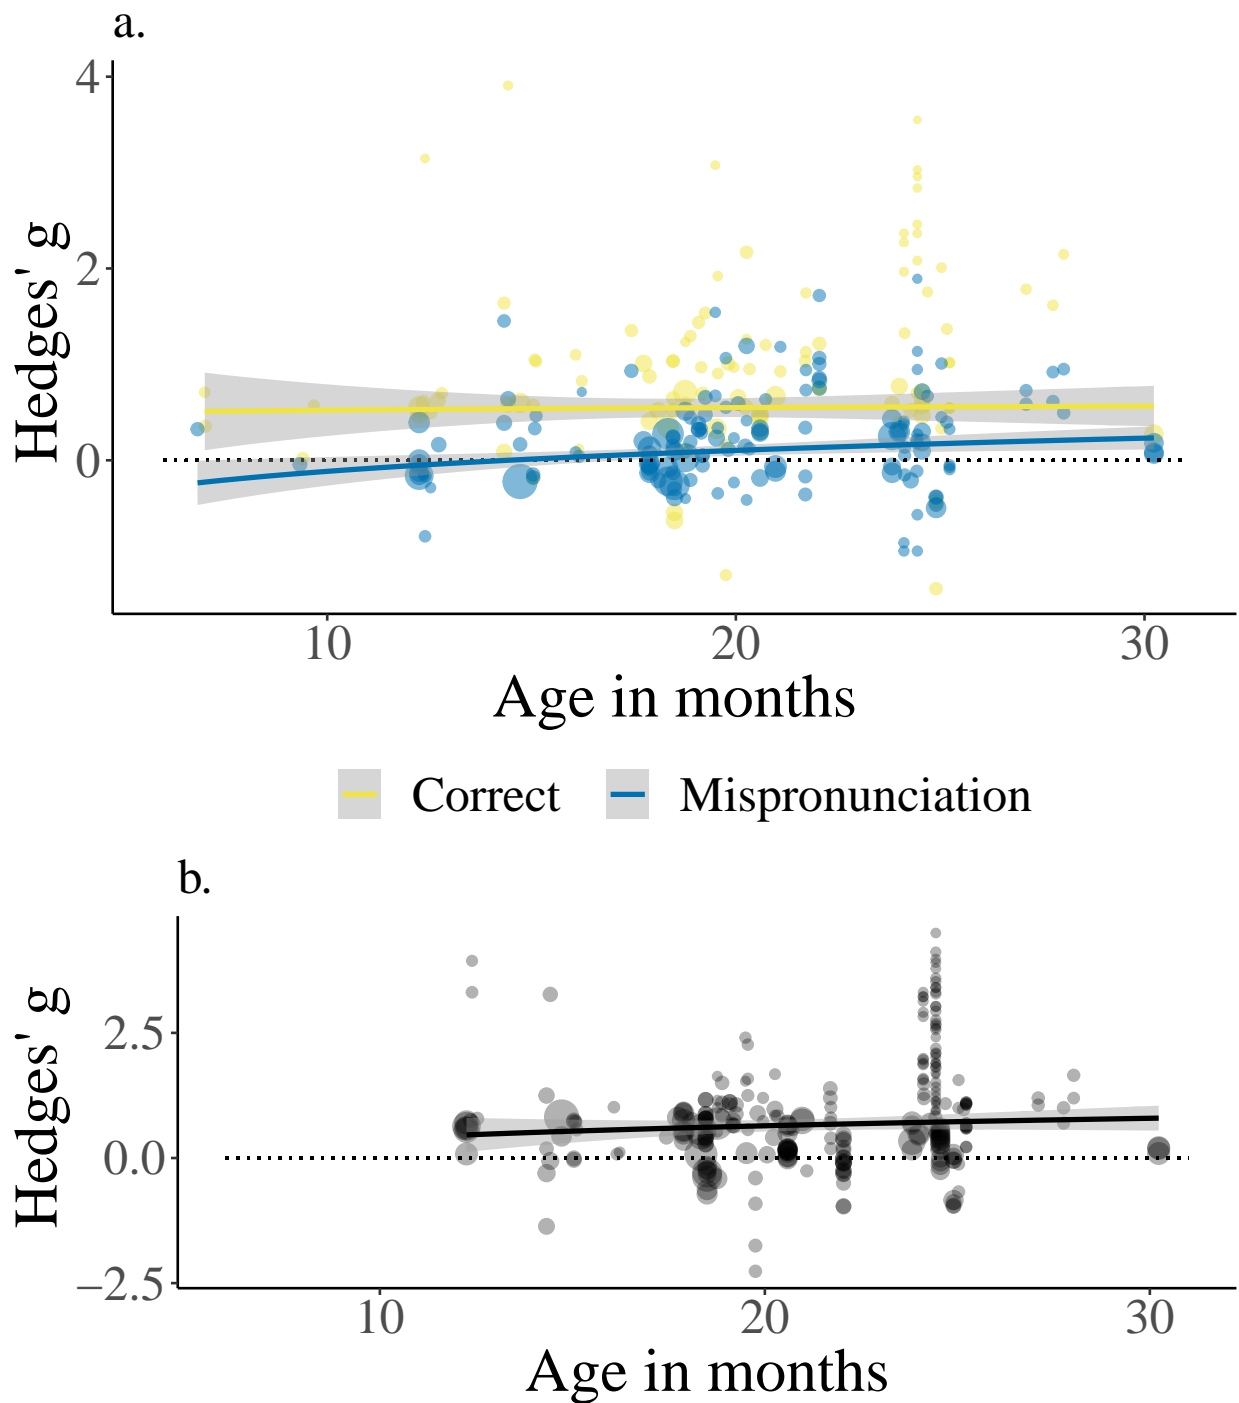 a.
4
2
0
Hedges' g
10 20 30
Age in months
Correct Mispronunciation
b.
2.5
0.0
−2.5
Hedges' g
10 20 30
Age in months